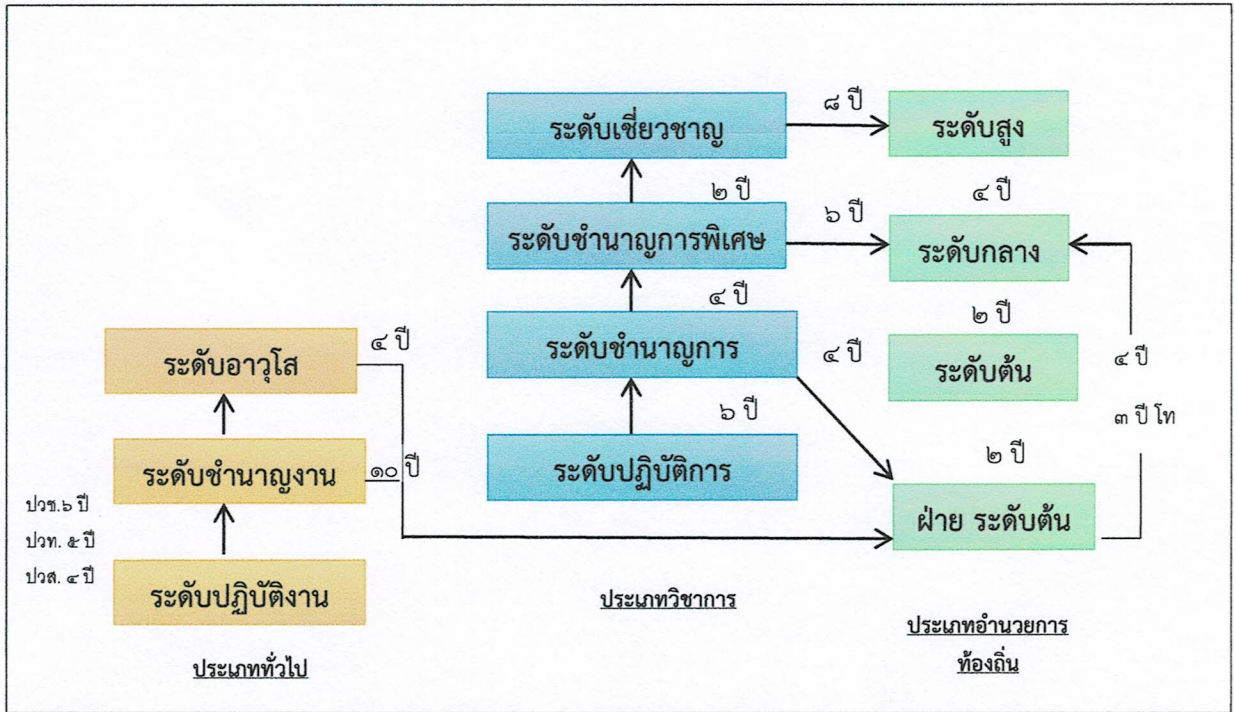 ระดับเชี่ยวชาญ
๘ ปี
ระดับสูง
๒ ปี
๔ ปี
ระดับชำนาญการพิเศษ
๖ ปี
ระดับกลาง
๔ ปี
๒ ปี
ระดับอาวุโส
๔ ปี
ระดับชำนาญการ
๔ ปี
ระดับต้น
๔ ปี
๖ ปี
๓ ปี โท
ระดับชำนาญงาน
๑๐ ปี
ระดับปฏิบัติการ
๒ ปี
ปวช.๖ ปี
ปวท. ๕ ปี
ปวส. ๔ ปี
ฝ่าย ระดับต้น
ระดับปฏิบัติงาน
ประเภททั่วไป
ประเภทวิชาการ
ประเภทอำนวยการ
ท้องถิ่น